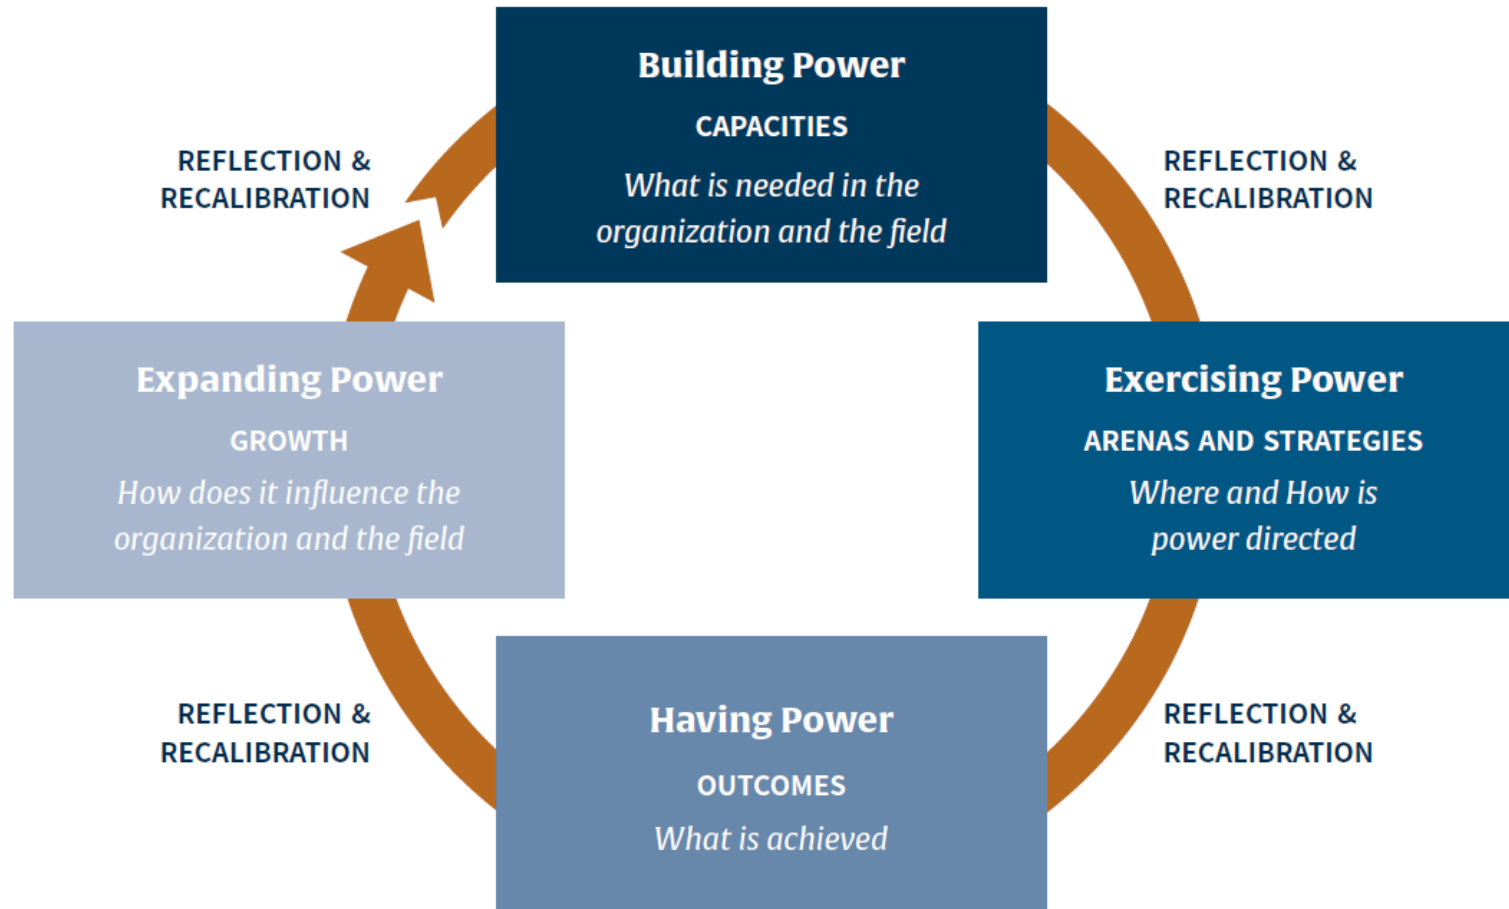 Building Power
CAPACITIES
What is needed in the
organization and the field
REFLECTION &
RECALIBRATION
REFLECTION &
RECALIBRATION
Expanding Power
GROWTH
How does it influence the
organization and the field
Exercising Power
ARENAS AND STRATEGIES
Where and How is
power directed
REFLECTION &
RECALIBRATION
REFLECTION &
RECALIBRATION
Having Power
OUTCOMES
What is achieved